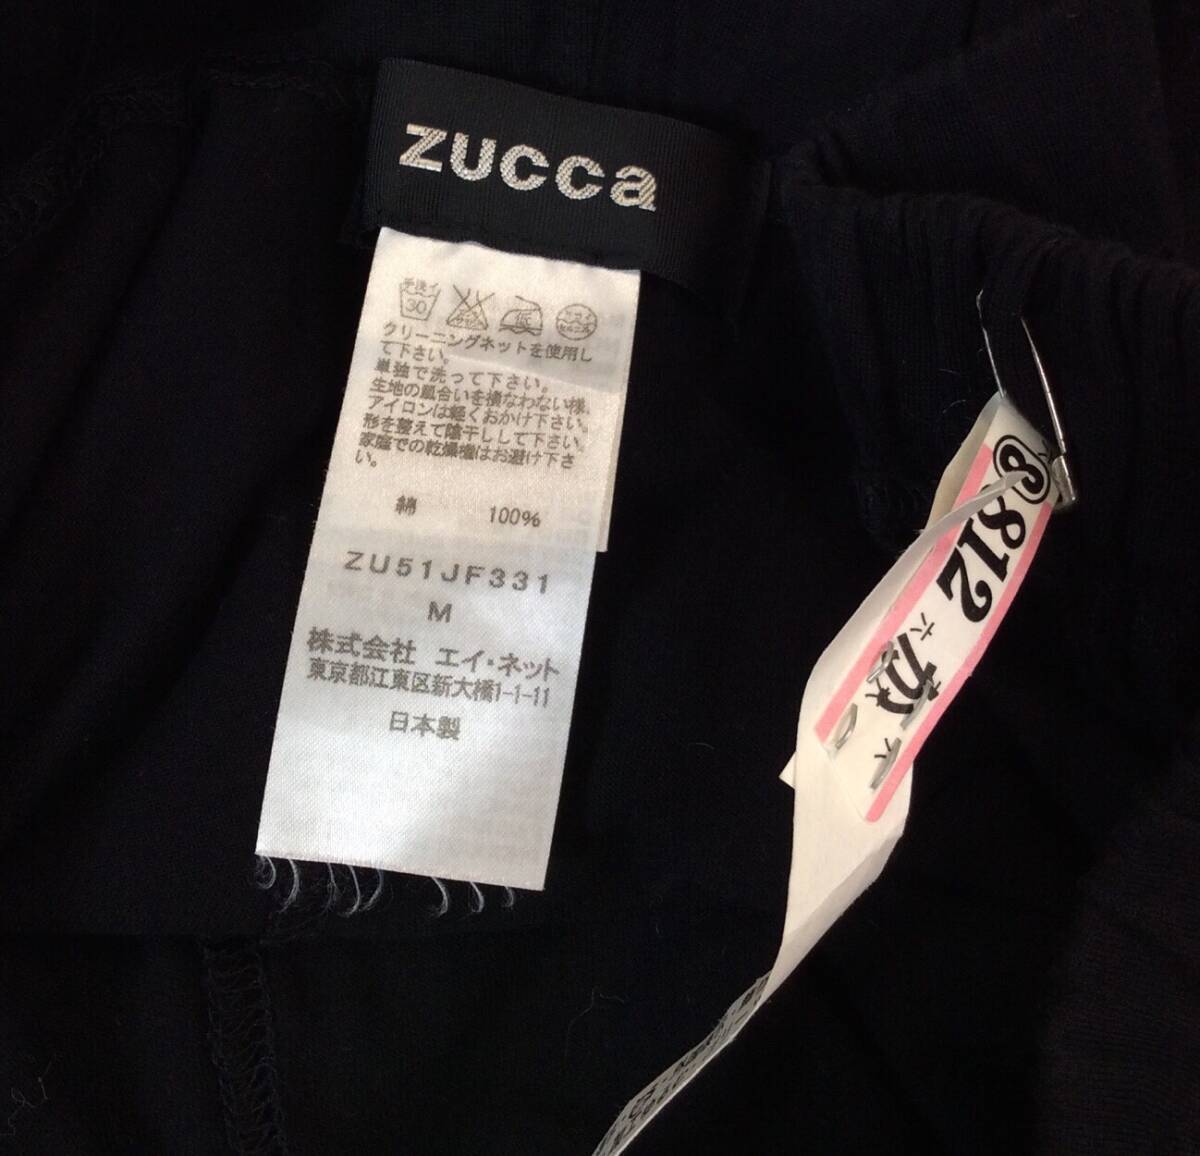 ZUCCa
手洗イ
30
低
クリーニングネットを使用し
て下さい。
単独で洗って下さい。
生地の風合いを損なわない様、
アイロンは軽くおかけ下さい。
形を整えて陰干しして下さい。
家庭での乾燥機はお避け下さ
い。
綿 100%
ZU51JF331
M
株式会社 エイ・ネット
東京都江東区新大橋1-1-11
日本製
8
812
六
か